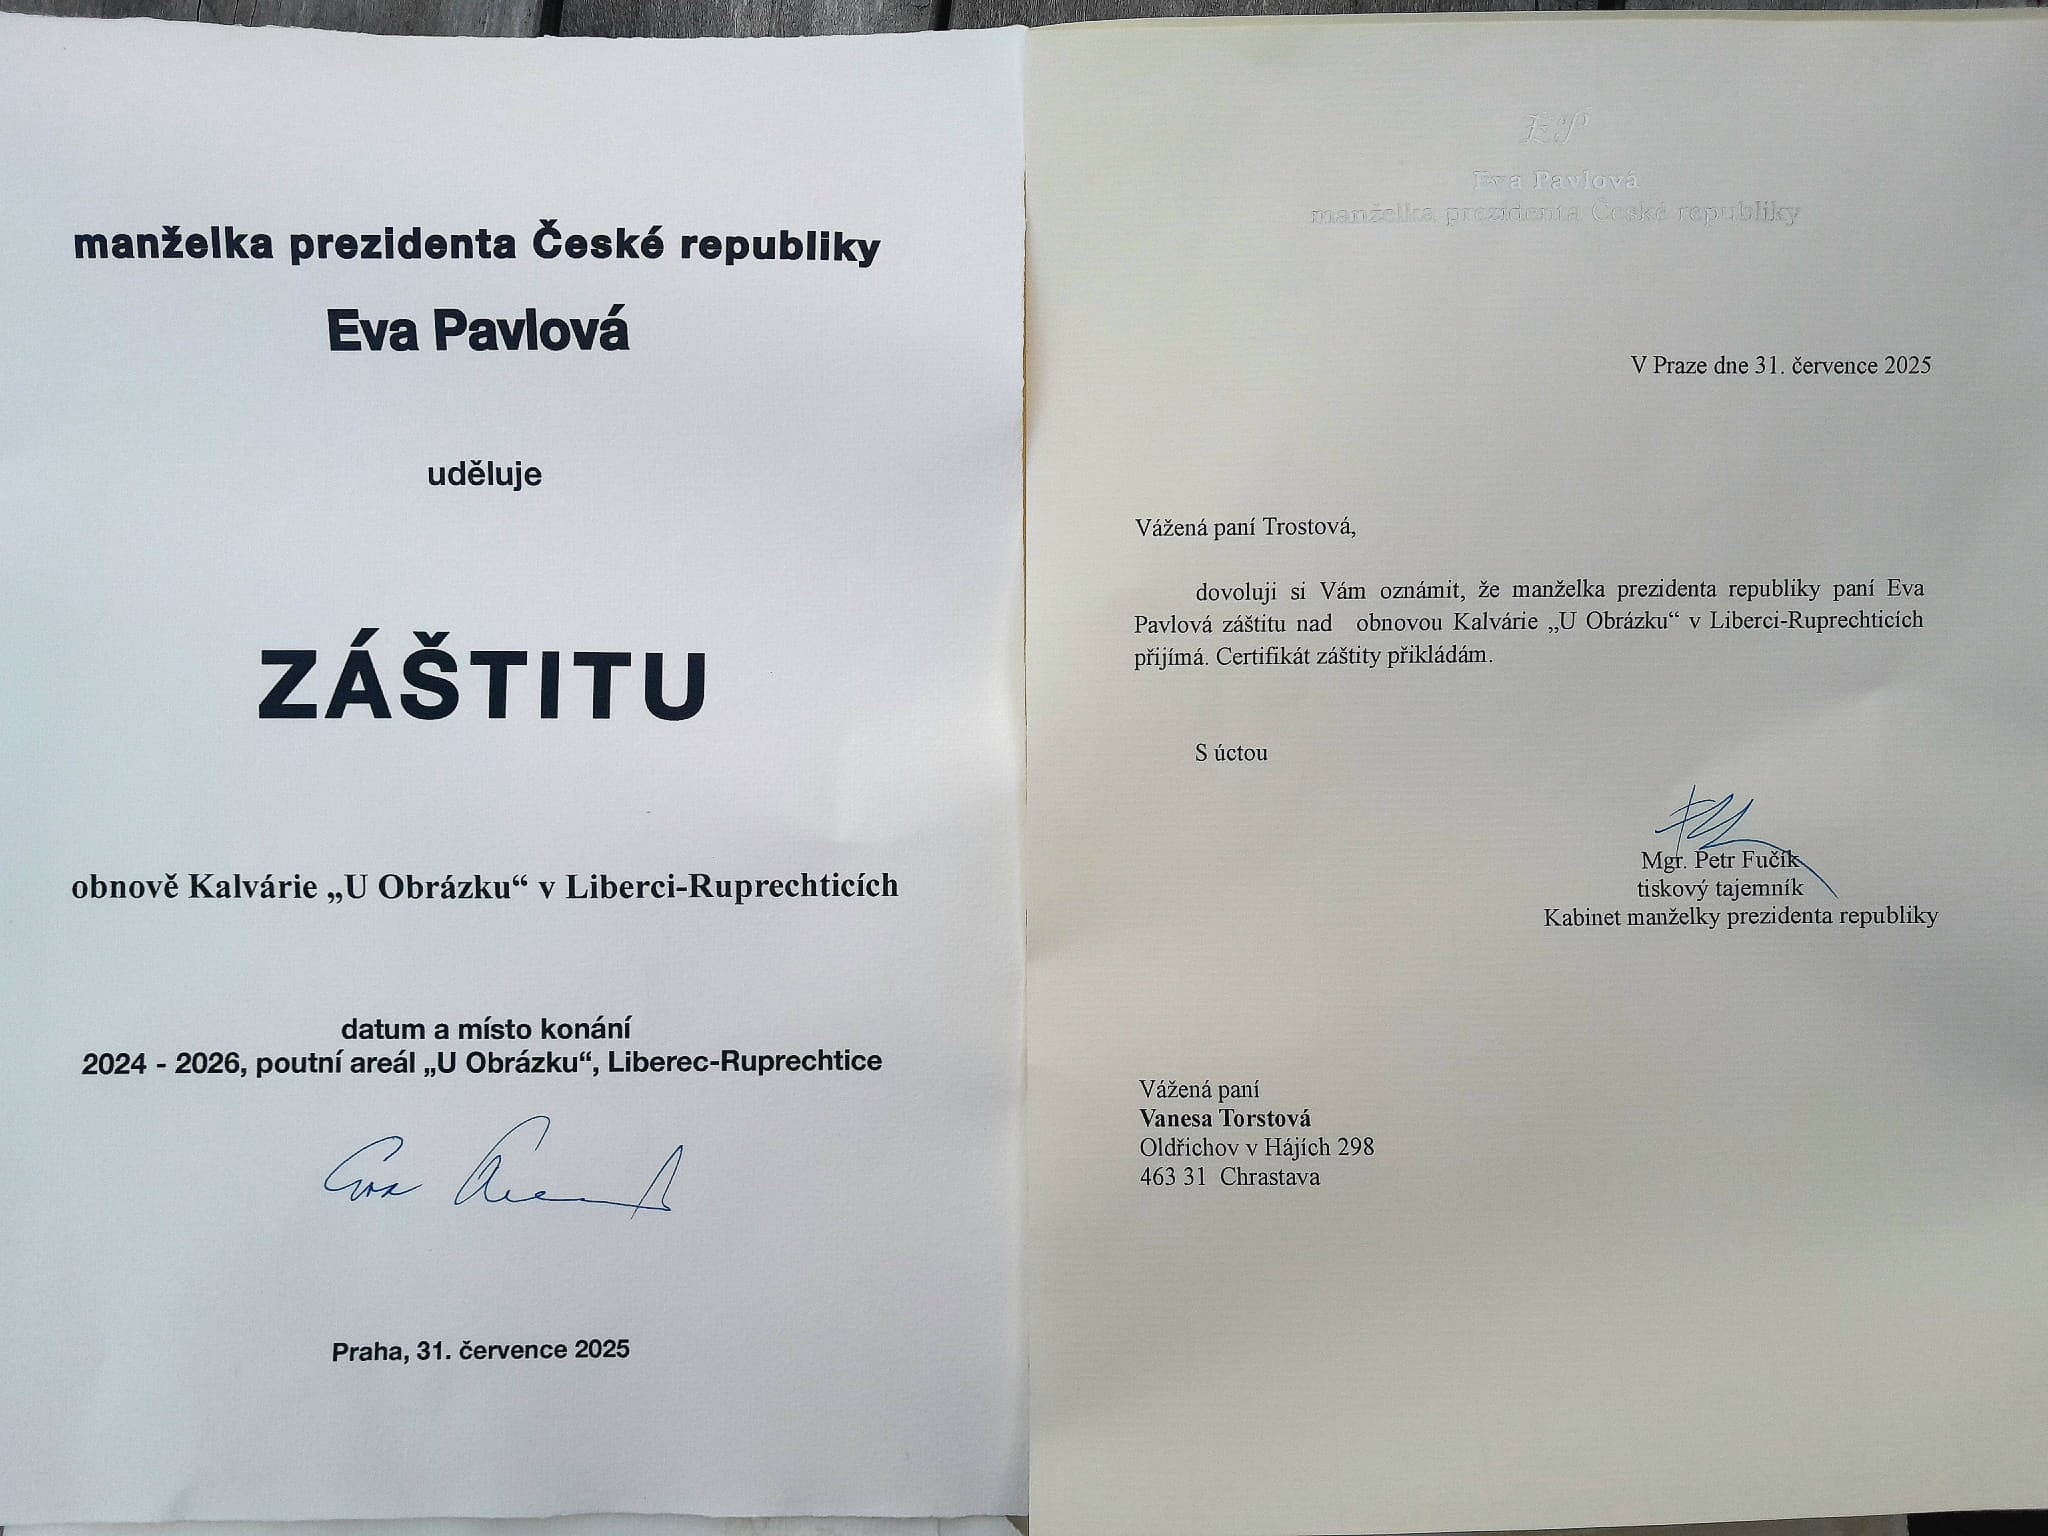 manželka prezidenta České republiky
Eva Pavlová
uděluje
ZÁŠTITU
obnově Kalvárie „U Obrázku“ v Liberci-Ruprechticích
datum a místo konání
2024 - 2026, poutní areál „U Obrázku“, Liberec-Ruprechtice
Praha, 31. července 2025
EP
Eva Pavlová
manželka prezidenta České republiky
V Praze dne 31. července 2025
Vážená paní Trostová,
dovoluji si Vám oznámit, že manželka prezidenta republiky paní Eva
Pavlová záštitu nad obnovou Kalvárie „U Obrázku“ v Liberci-Ruprechticích
přijímá. Certifikát záštity přikládám.
S úctou
Mgr. Petr Fučík
tiskový tajemník
Kabinet manželky prezidenta republiky
Vážená paní
Vanesa Torstová
Oldřichov v Hájích 298
463 31 Chrastava